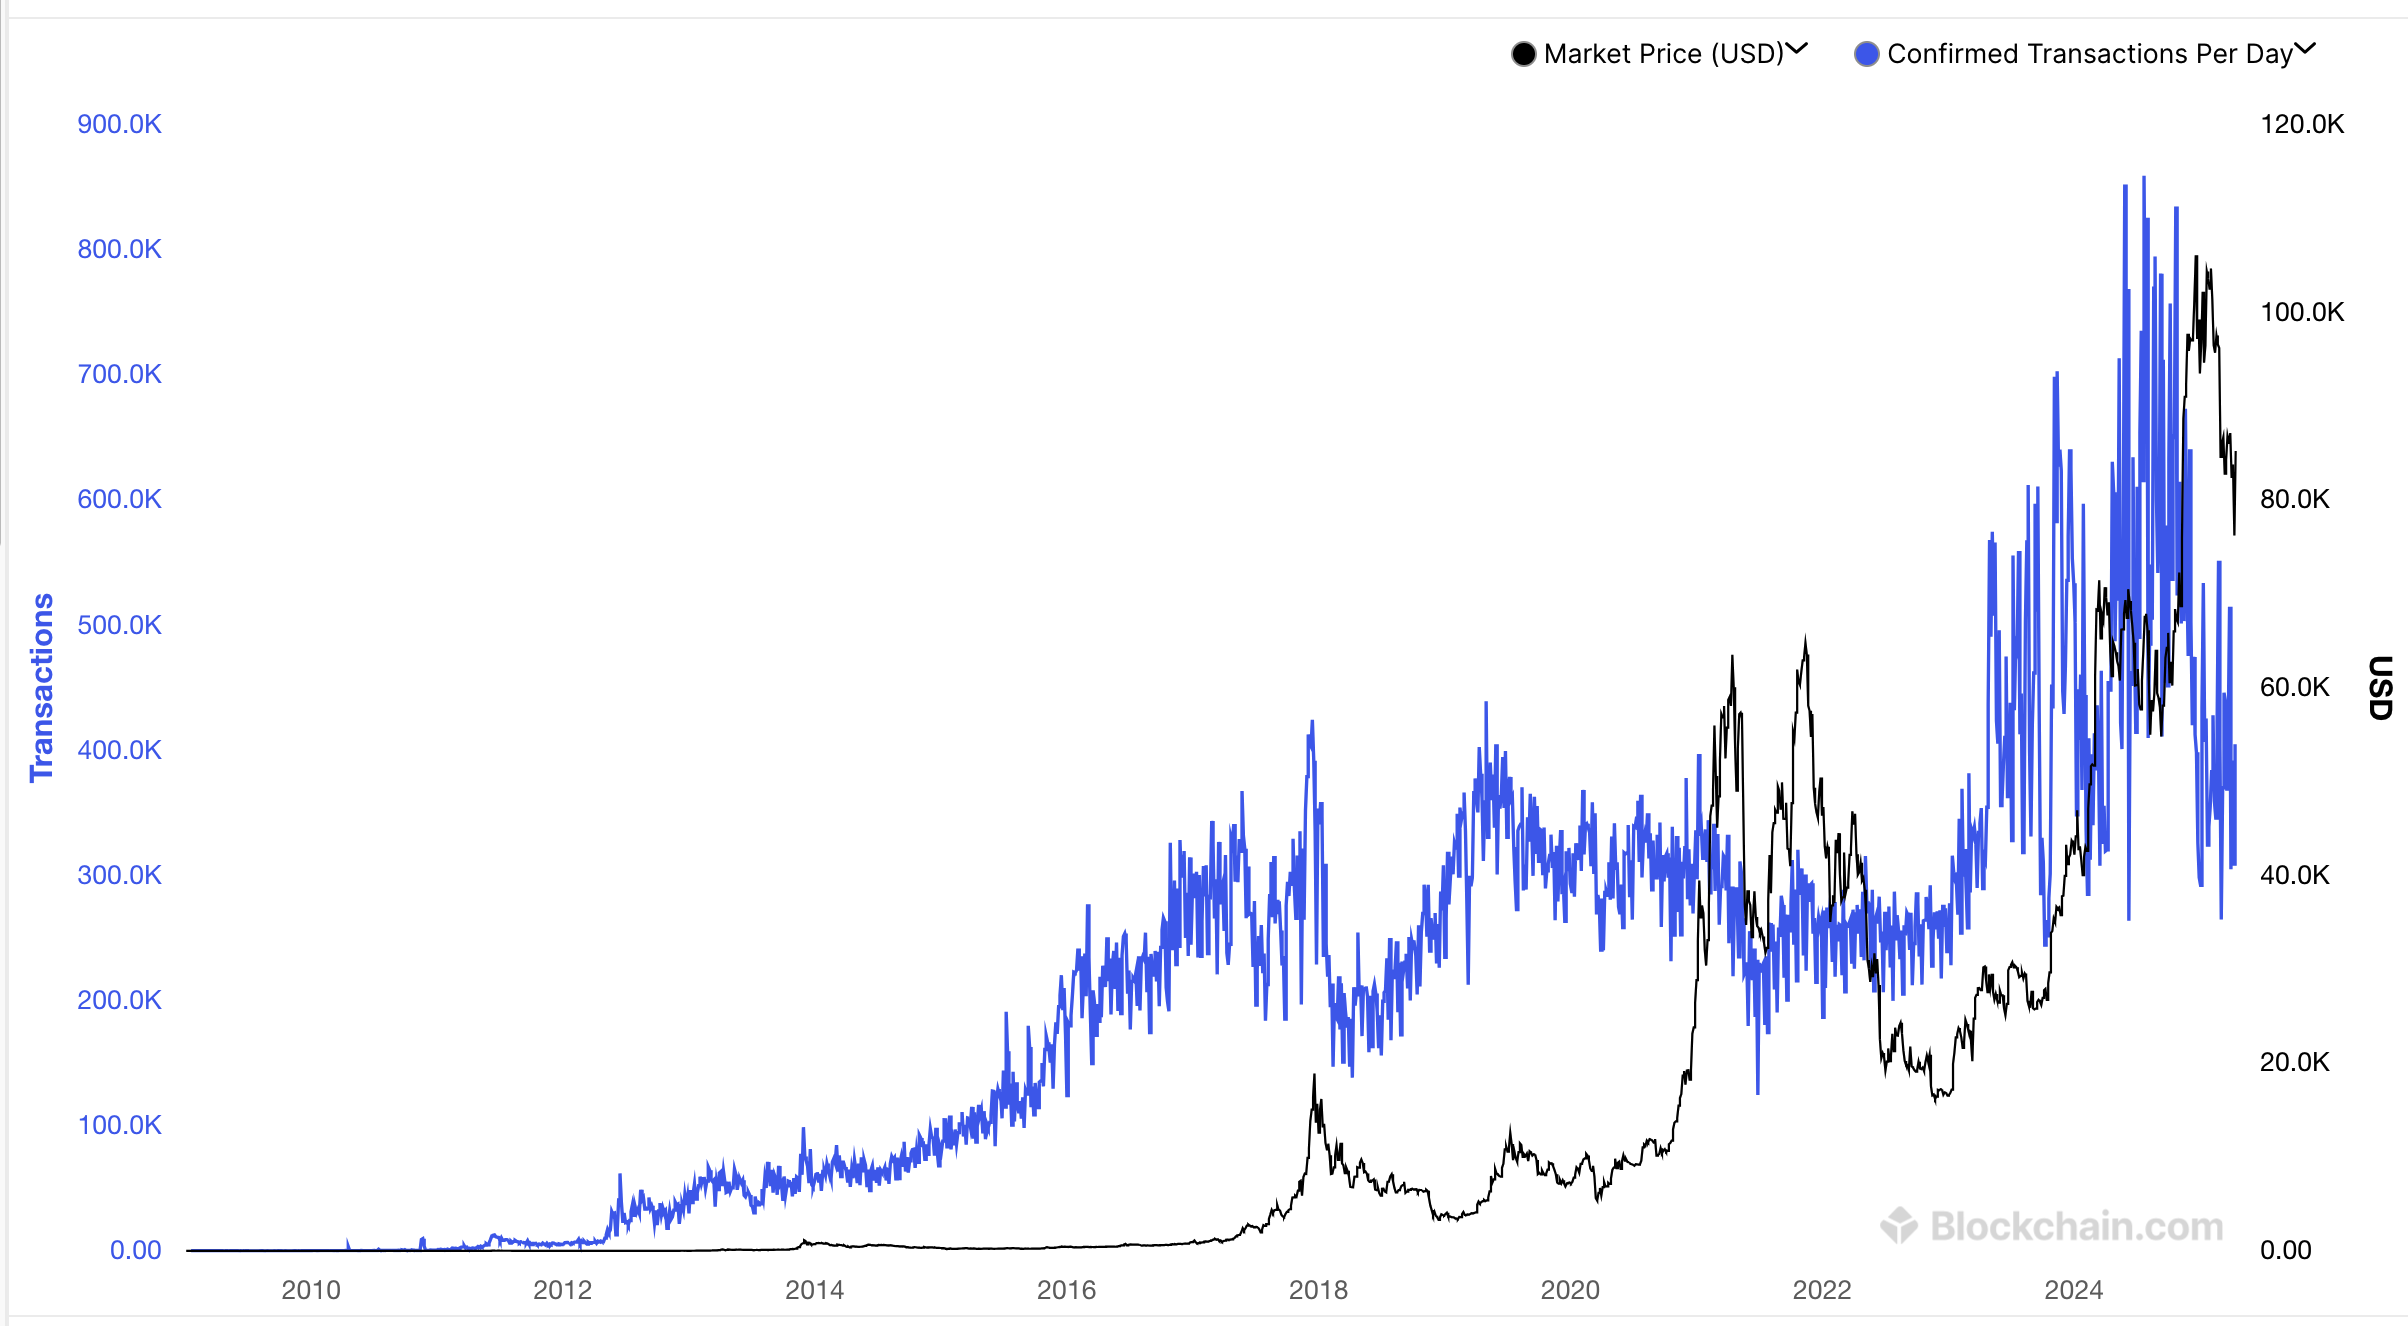 Market Price (USD)
Confirmed Transactions Per Day
900.0K
800.0K
700.0K
600.0K
500.0K
400.0K
300.0K
200.0K
100.0K
0.00
Transactions
120.0K
100.0K
80.0K
60.0K
40.0K
20.0K
0.00
USD
Blockchain.com
2010
2012
2014
2016
2018
2020
2022
2024